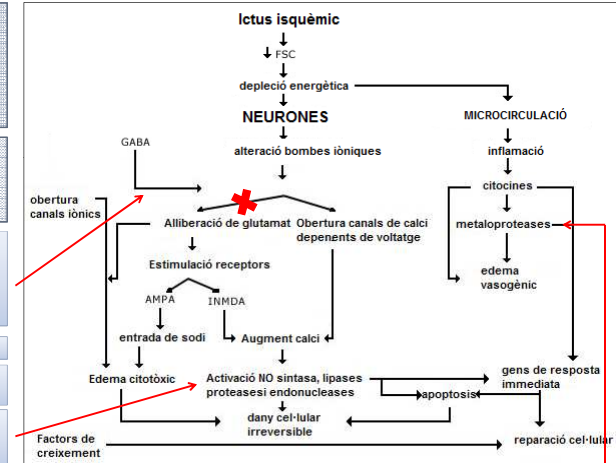 Ictus isquèmic
FSC
depleció energètica
NEURONES
MICROCIRCULACIÓ
GABA
alteració bombes iòniques
inflamació
citocines
obertura
canals iònics
Alliberació de glutamat
Obertura canals de calci
depenents de voltatge
metaloproteases
Estimulació receptors
edema
vasogènic
AMPA
INMDA
entrada de sodi
Augment calci
Edema citotòxic
Activació NO sintasa, lipases
proteasesi endonucleases
gens de resposta
immediata
apoptosis
dany cel·lular
irreversible
Factors de
creixement
reparació cel·lular